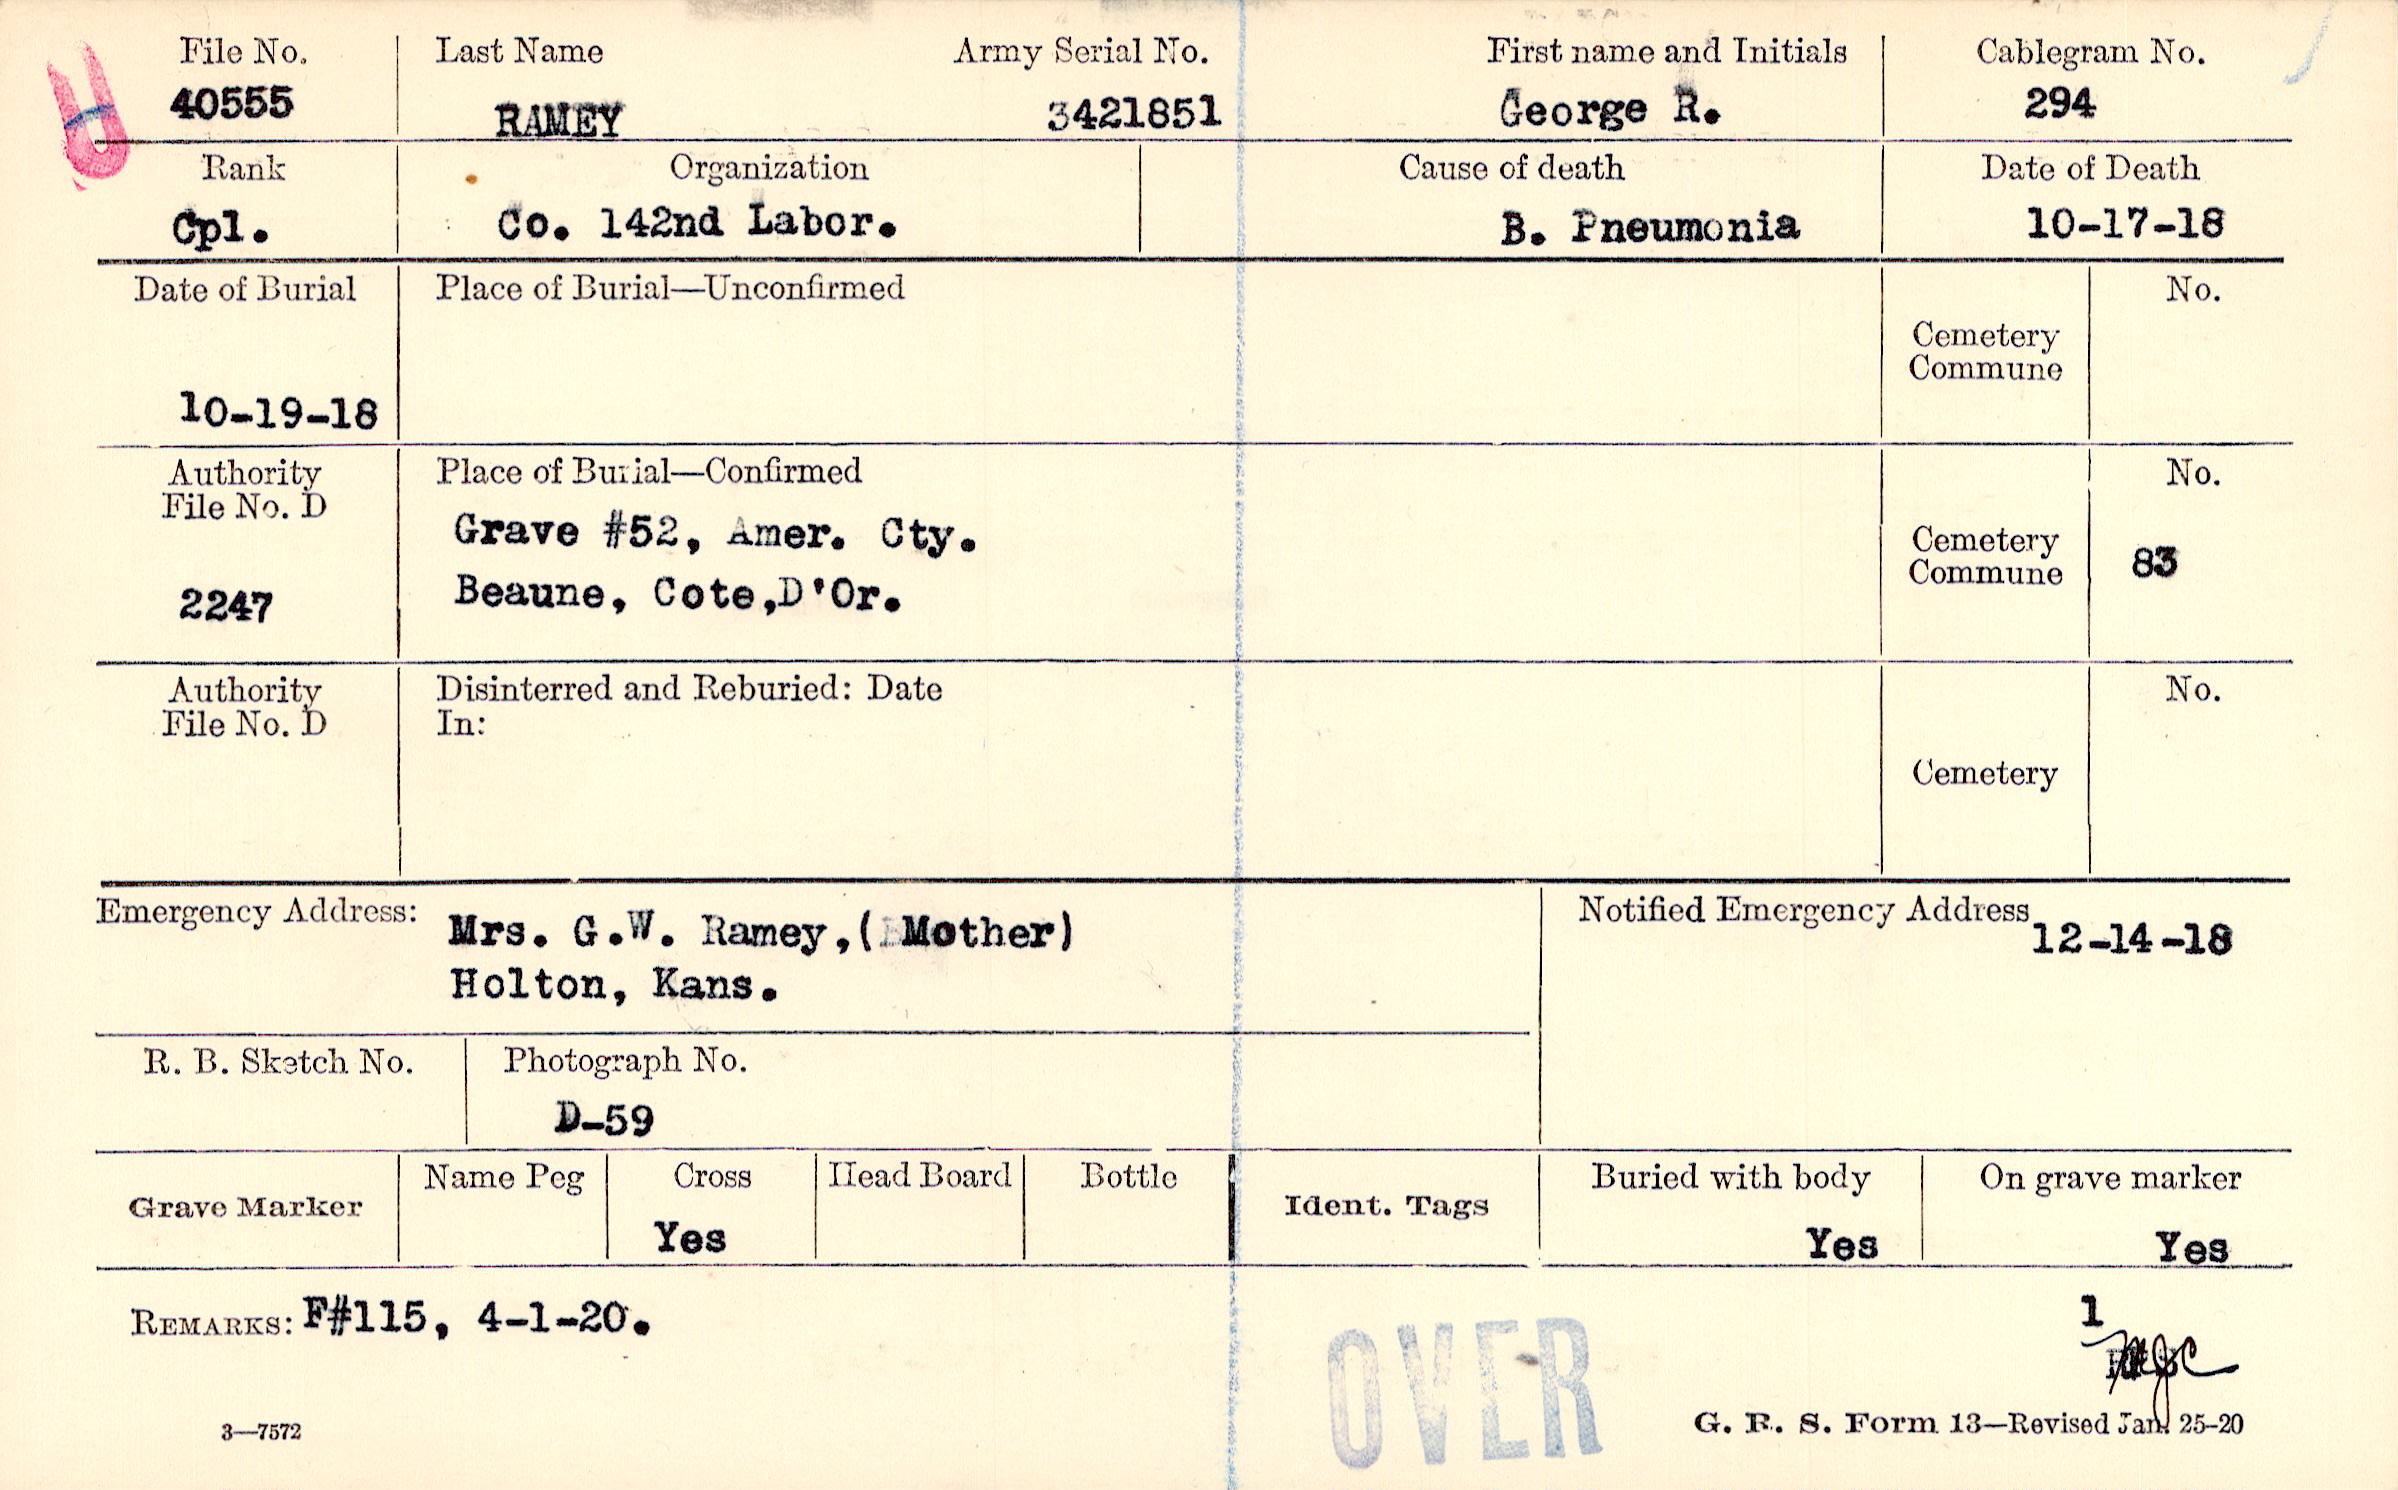 File No. Last Name Army Serial No. First name and Initials Cablegram No.
40555 RAMEY 3421851 George R. 294
Rank Organization Cause of death Date of Death
Cpl. Co. 142nd Labor. B. Pneumonia 10-17-18
Date of Burial Place of Burial—Unconfirmed No.
Cemetery
Commune
10-19-18
Authority Place of Burial—Confirmed No.
File No. D
Grave #52, Amer. Cty.
Cemetery
Commune 83
2247 Beaune, Cote,D'Or.
Authority Disinterred and Reburied: Date No.
File No. D In:
Cemetery
Emergency Address: Mrs. G.W. Ramey,( Mother) Notified Emergency Address 12-14-18
Holton, Kans.
R. B. Sketch No. Photograph No.
D-59
Grave Marker Name Peg Cross Head Board Bottle Ident. Tags Buried with body On grave marker
Yes Yes Yes
REMARKS: F#115, 4-1-20. 1
OVER
3—7572 G. R. S. Form 13—Revised Jan. 25-20